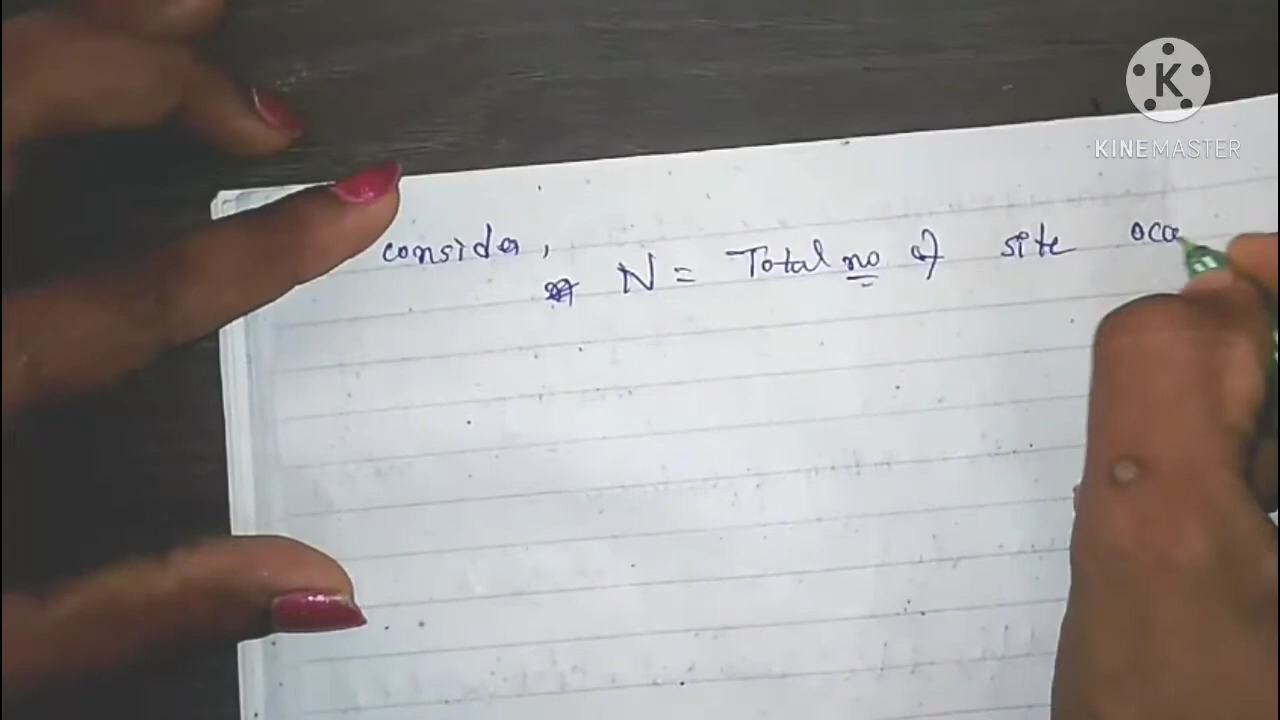 K
KINEMASTER
consider,
N = Total no of site